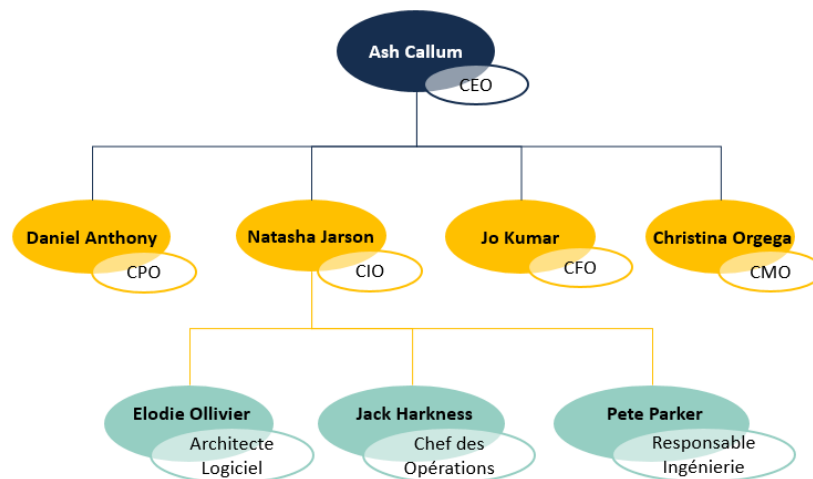 Ash Callum
CEO
Daniel Anthony
CPO
Natasha Jarson
CIO
Jo Kumar
CFO
Christina Orgega
CMO
Elodie Ollivier
Architecte
Logiciel
Jack Harkness
Chef des
Opérations
Pete Parker
Responsable
Ingénierie